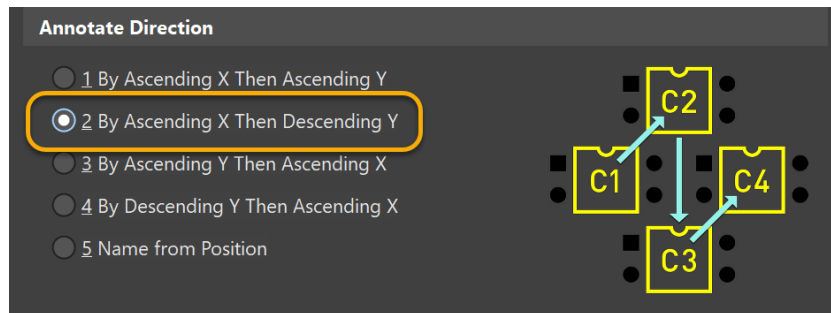 Annotate Direction
1 By Ascending X Then Ascending Y
2 By Ascending X Then Descending Y
3 By Ascending Y Then Ascending X
4 By Descending Y Then Ascending X
5 Name from Position
C2
C1
C4
C3